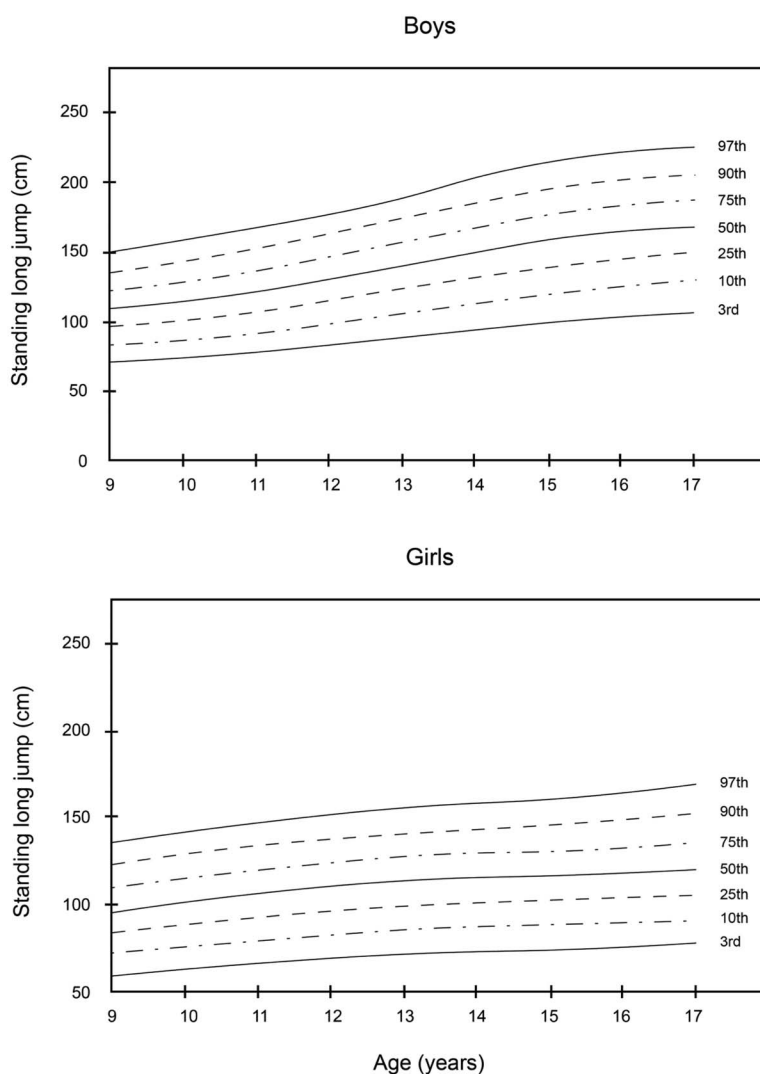 Boys
Standing long jump (cm)
250
200
150
100
50
0
97th
90th
75th
50th
25th
10th
3rd
9 10 11 12 13 14 15 16 17
Girls
Standing long jump (cm)
250
200
150
100
50
97th
90th
75th
50th
25th
10th
3rd
9 10 11 12 13 14 15 16 17
Age (years)